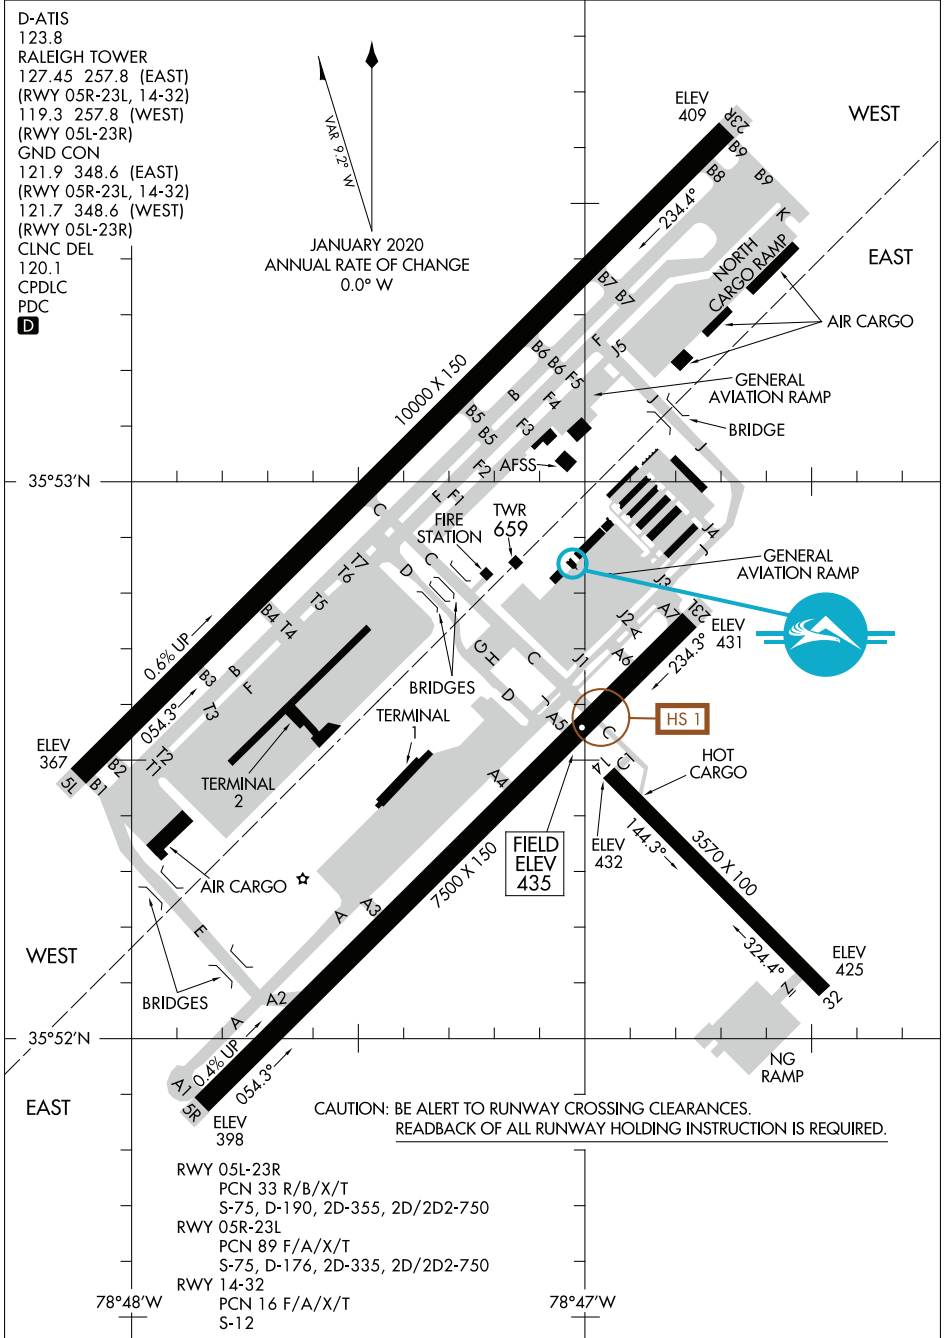 D-ATIS
123.8
RALEIGH TOWER
127.45 257.8 (EAST)
(RWY 05R-23L, 14-32)
119.3 257.8 (WEST)
(RWY 05L-23R)
GND CON
121.9 348.6 (EAST)
(RWY 05R-23L, 14-32)
121.7 348.6 (WEST)
(RWY 05L-23R)
CLNC DEL
120.1
CPDLC
PDC
D
VAR 9.2° W
JANUARY 2020
ANNUAL RATE OF CHANGE
0.0° W
ELEV
409
23R
WEST
EAST
B9
B9
B8
K
234.4°
NORTH
CARGO RAMP
AIR CARGO
B7
B7
F
J5
B6
B6
F5
B
F4
GENERAL
AVIATION RAMP
J
BRIDGE
J
10000 X 150
B5
B5
F3
F2
AFSS
35°53'N
F
F1
C
FIRE
STATION
TWR
659
J4
J
GENERAL
AVIATION RAMP
J3
C
D
T7
T6
T5
B4
T4
A7
23L
ELEV
431
234.3°
J2
A
A6
J1
C
G
H
D
J
A5
BRIDGES
0.6% UP
054.3°
B3
B
F
T3
HS 1
C
C1
14
HOT
CARGO
TERMINAL
1
ELEV
367
5L
B1
B2
T2
T1
TERMINAL
2
A4
FIELD
ELEV
435
ELEV
432
144.3°
3570 X 100
7500 X 150
AIR CARGO
A3
A
E
WEST
BRIDGES
324.4°
ELEV
425
32
Z
A2
A
35°52'N
0.4% UP
054.3°
A1
5R
NG
RAMP
EAST
ELEV
398
CAUTION: BE ALERT TO RUNWAY CROSSING CLEARANCES.
READBACK OF ALL RUNWAY HOLDING INSTRUCTION IS REQUIRED.
RWY 05L-23R
PCN 33 R/B/X/T
S-75, D-190, 2D-355, 2D/2D2-750
RWY 05R-23L
PCN 89 F/A/X/T
S-75, D-176, 2D-335, 2D/2D2-750
RWY 14-32
PCN 16 F/A/X/T
S-12
78°48'W
78°47'W